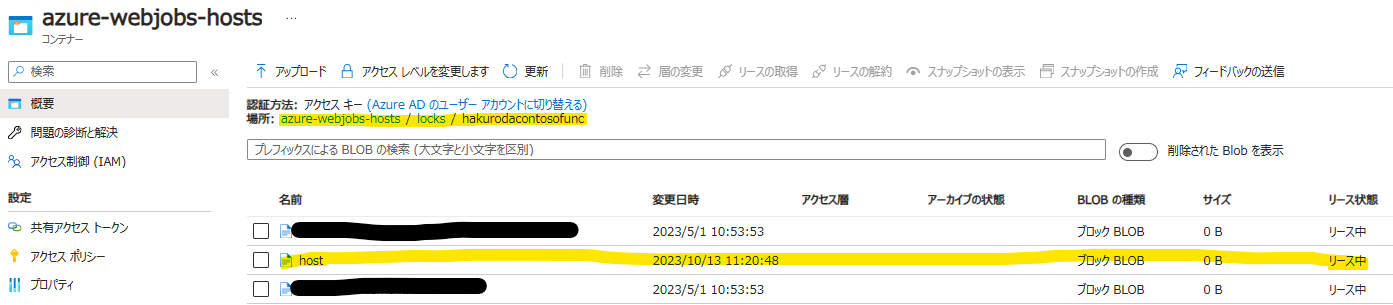 azure-webjobs-hosts ...
コンテナー
検索 «
アップロード アクセス レベルを変更します 更新 削除 層の変更 リースの取得 リースの解約 スナップショットの表示 スナップショットの作成 フィードバックの送信
概要
問題の診断と解決
アクセス制御 (IAM)
設定
共有アクセス トークン
アクセス ポリシー
プロパティ
認証方法: アクセス キー (Azure AD のユーザー アカウントに切り替える)
場所: azure-webjobs-hosts / locks / hakurodacontosofunc
プレフィックスによる BLOB の検索 (大文字と小文字を区別)
削除された Blob を表示
名前 変更日時 アクセス層 アーカイブの状態 BLOB の種類 サイズ リース状態
2023/5/1 10:53:53 ブロック BLOB 0 B リース中
host 2023/10/13 11:20:48 ブロック BLOB 0 B リース中
2023/5/1 10:53:53 ブロック BLOB 0 B リース中